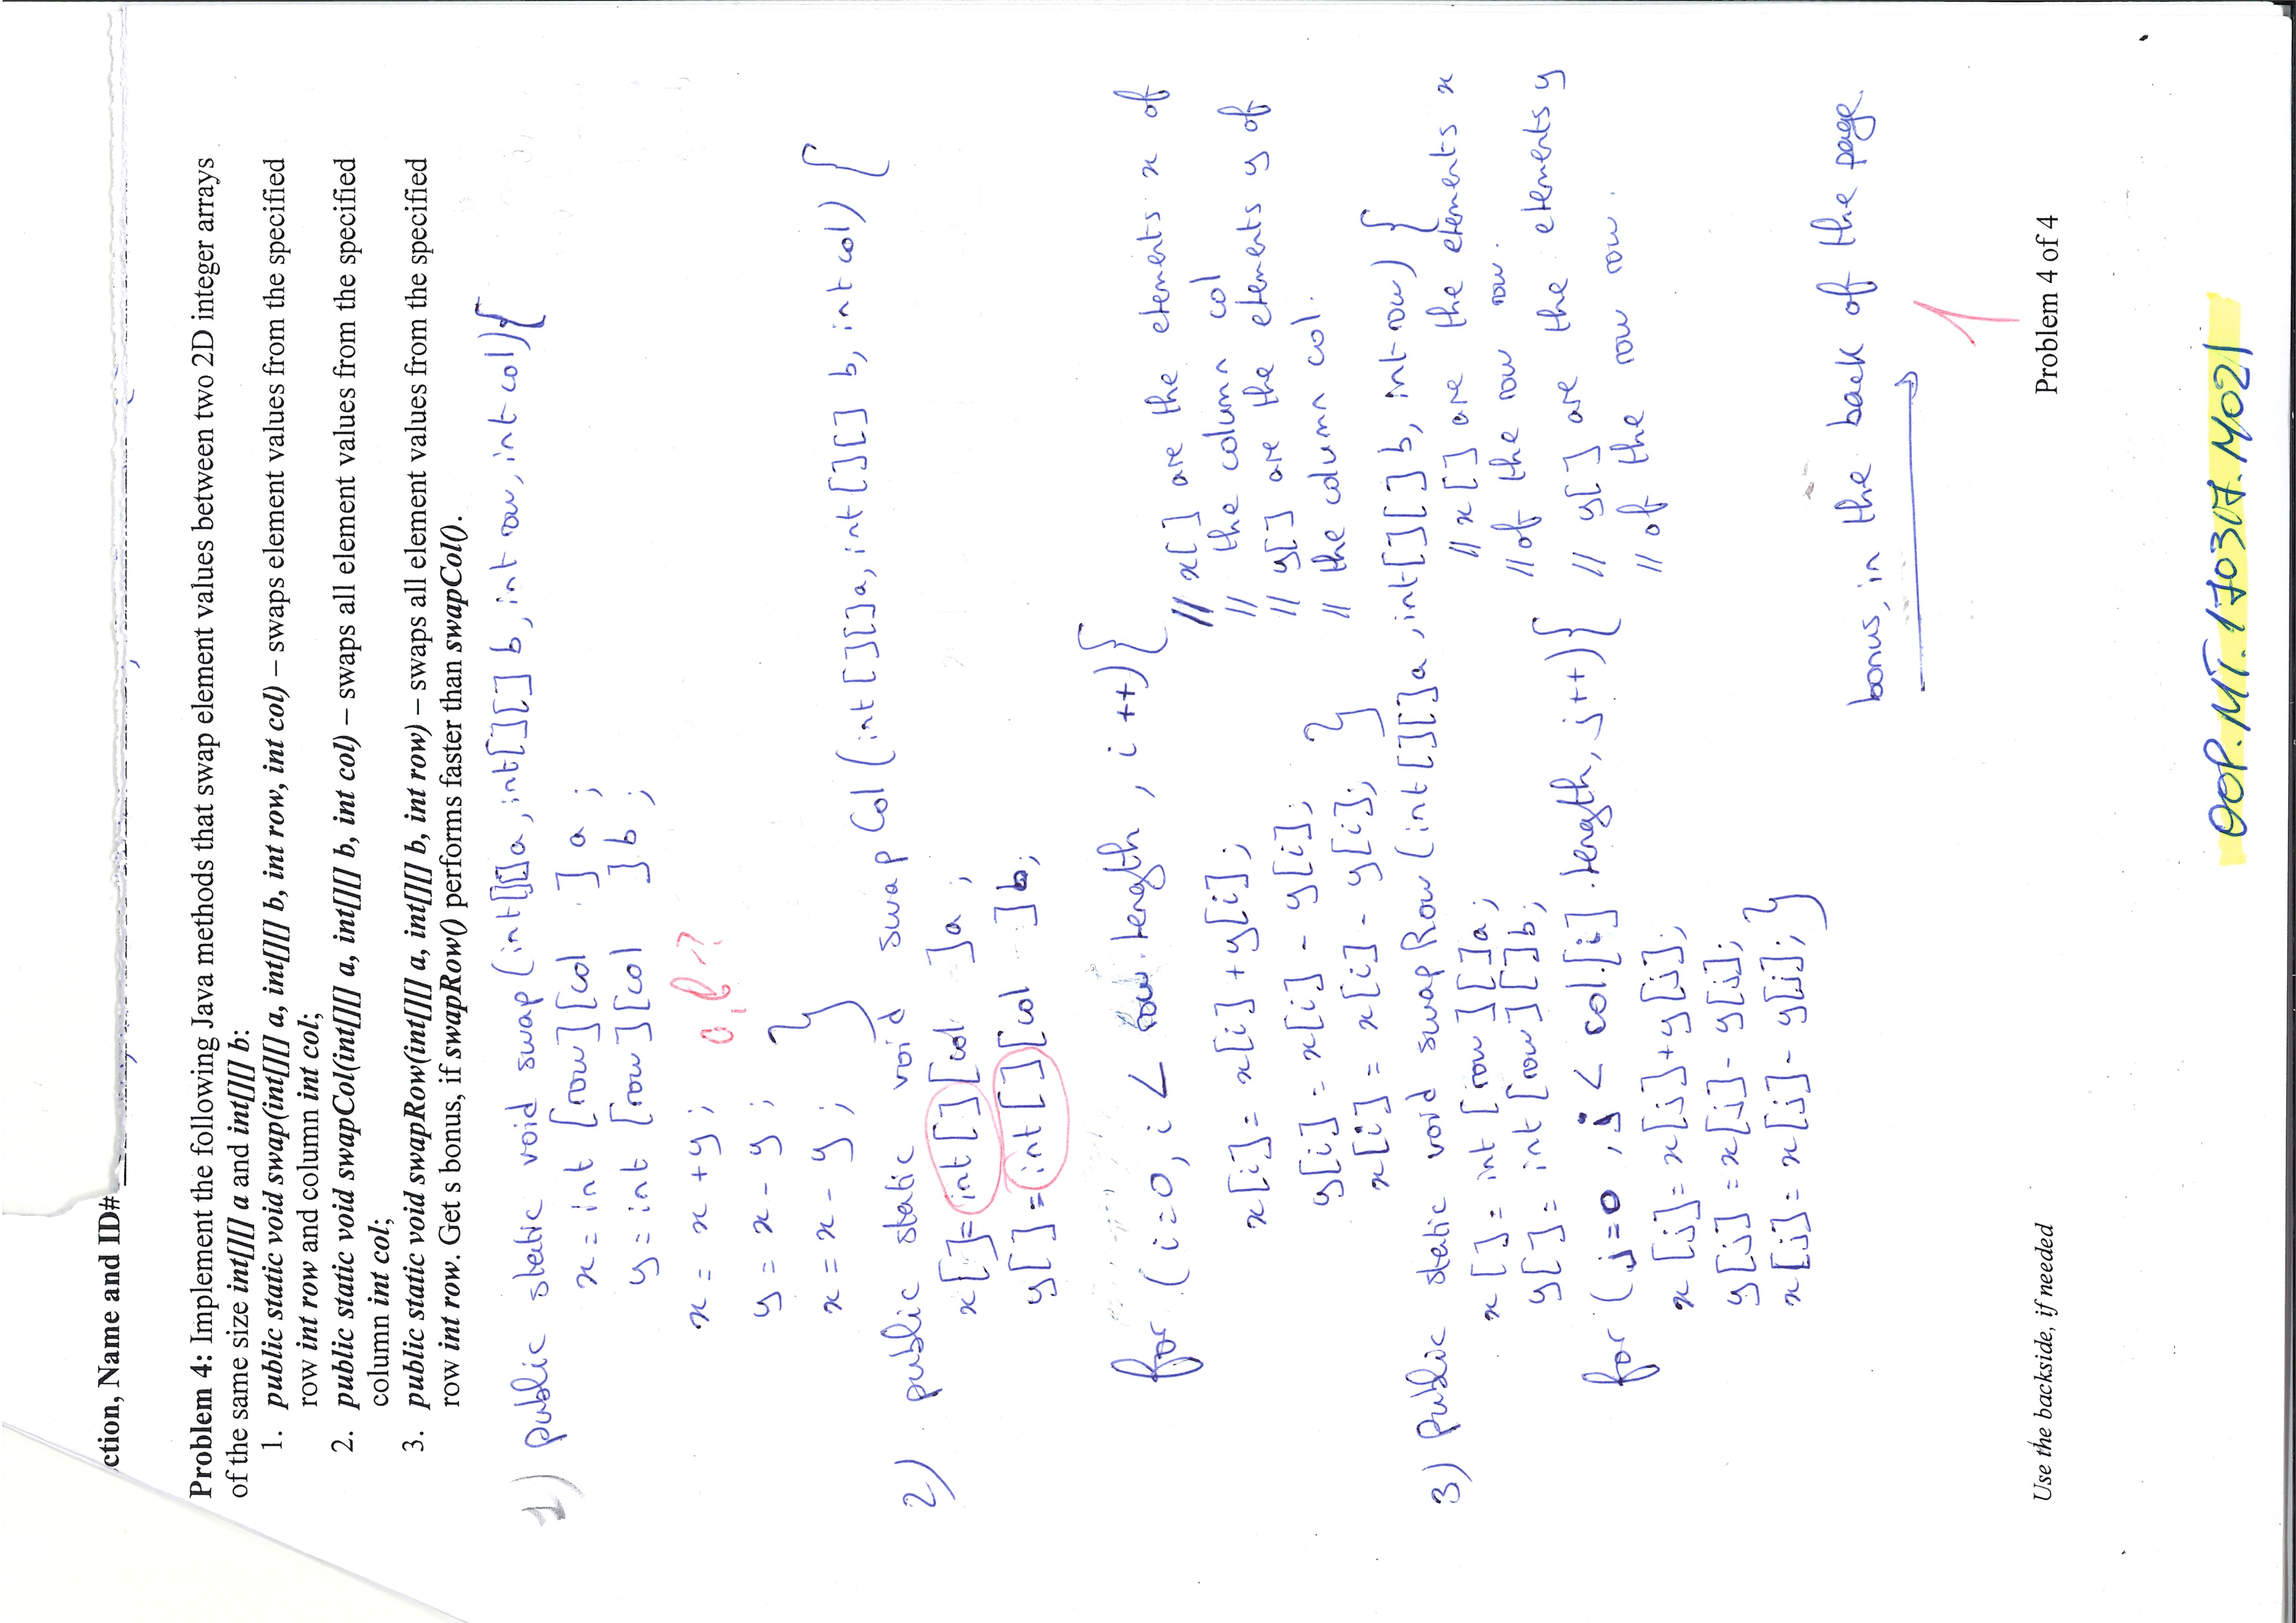 ction, Name and ID#
Problem 4: Implement the following Java methods that swap element values between two 2D integer arrays
of the same size int[][] a and int[][] b:
1. public static void swap(int[][] a, int[][] b, int row, int col) – swaps element values from the specified
row int row and column int col;
2. public static void swapCol(int[][] a, int[][] b, int col) – swaps all element values from the specified
column int col;
3. public static void swapRow(int[][] a, int[][] b, int row) – swaps all element values from the specified
row int row. Get s bonus, if swapRow() performs faster than swapCol().
1) public static void swap (int[][]a, int[][] b, int row, int col){
x = int [row][col ] a ;
y = int [row][col ] b ;
x = x + y ;
a, b - ?
y = x - y ;
x = x - y ; }
2) public static void swap Col (int [][]a, int [][] b, int col) {
x[]= int [] [col ]a ;
y[] = int [] [col ] b;
for (i=0, i < row.length, i ++){
// x[] are the elements x of
// the column col
x[i]= x[i] + y[i];
// y[] are the elements y of
y[i] = x[i] - y[i];
// the column col.
x[i] = x[i] - y[i]; }
3) Public static void swap Row (int [][]a, int[][] b, int row) {
x []= int [row][]a;
// x[] are the elements x
// of the row row.
y[]= int [row][]b;
for (j=0 , j < col.[i].length, j++){
// y[] are the elements y
// of the row row.
x [j]= x[j]+y[j];
y[j] = x[j]- y[j];
x[j]= x[j]- y[j]; }
bonus, in the back of the page.
1
Use the backside, if needed
Problem 4 of 4
OOP.MT.170307.M021